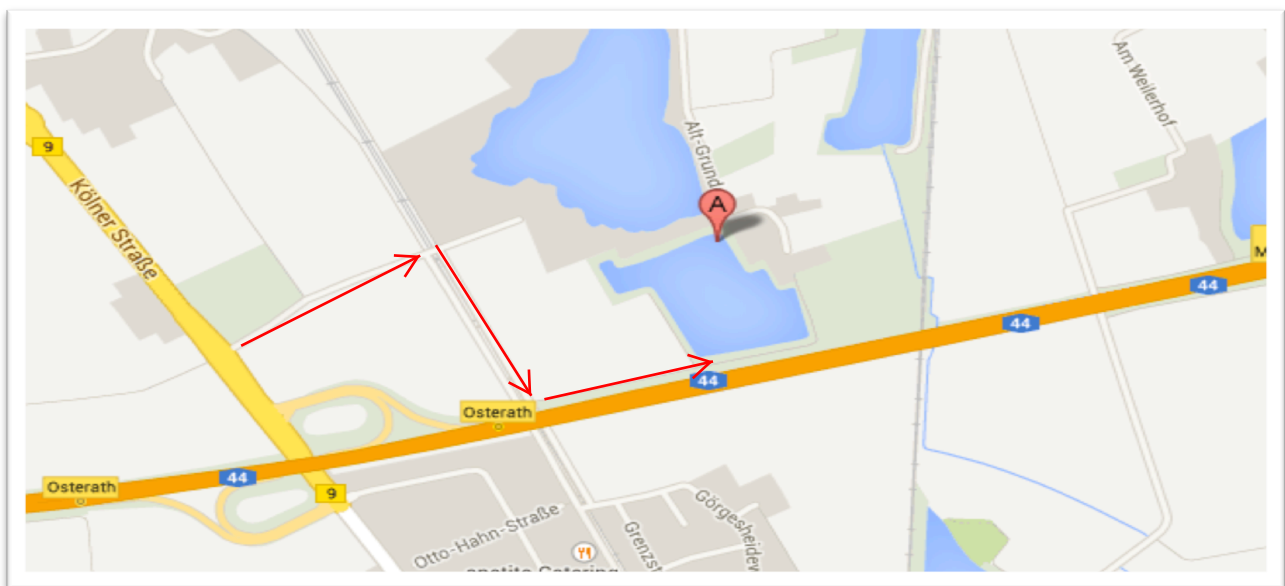 Am Weilerhof
9
Alt-Grund
Kölner Straße
A
M
44
44
44
Osterath
44
Osterath
9
Görgesheidew
Otto-Hahn-Straße
Grenzst